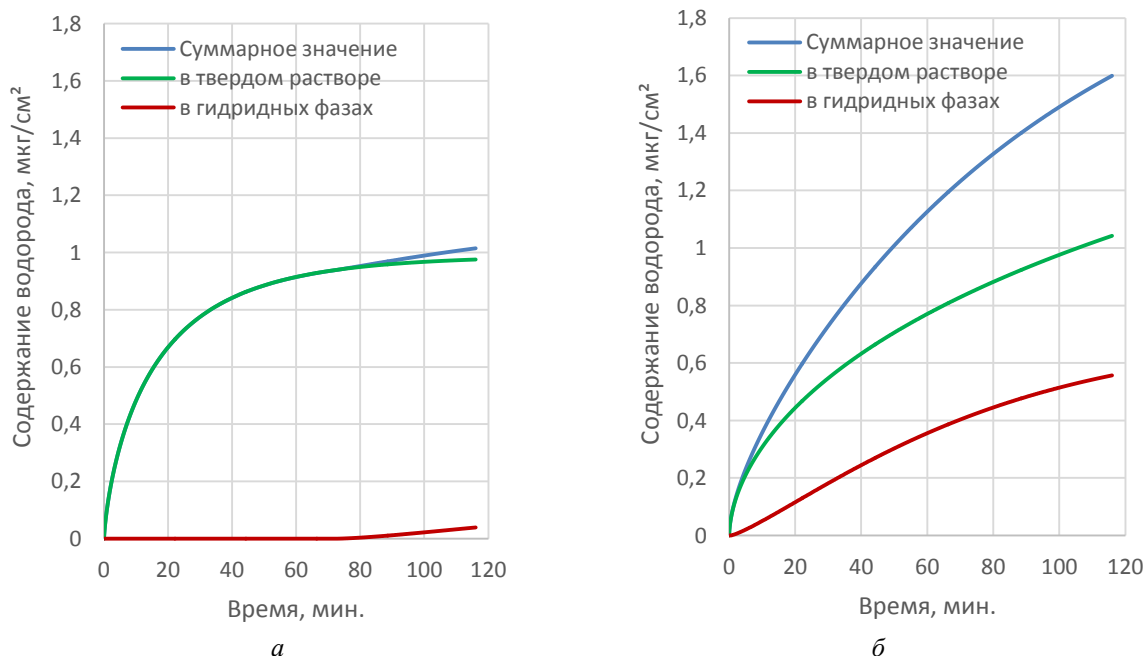 1,8
1,6
1,4
1,2
1
0,8
0,6
0,4
0,2
0
Содержание водорода, мкг/см²
Суммарное значение
в твердом растворе
в гидридных фазах
0 20 40 60 80 100 120
Время, мин.
а
1,8
1,6
1,4
1,2
1
0,8
0,6
0,4
0,2
0
Содержание водорода, мкг/см²
Суммарное значение
в твердом растворе
в гидридных фазах
0 20 40 60 80 100 120
Время, мин.
б